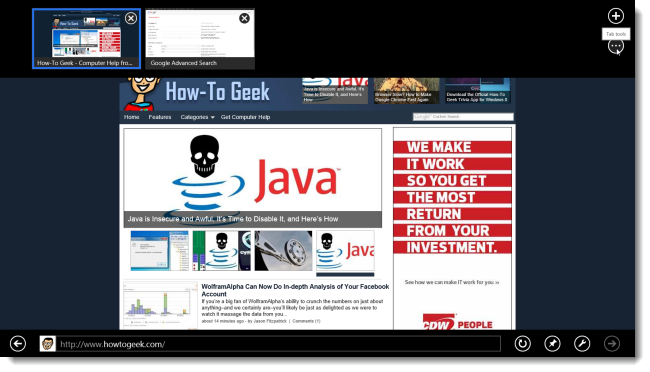 Tab tools
How-To Geek - Computer Help fro...
Google Advanced Search
How-To Geek
Java is Insecure and Awful, It's
Time to Disable It, and Here's
How
Browser Slow? How to Make
Google Chrome Fast Again
Download the Official How-To
Geek Trivia App for Windows 8
Home Features Categories Get Computer Help
Google Custom Search
Java
Java is Insecure and Awful, It's Time to Disable It, and Here's How
WE MAKE
IT WORK
SO YOU GET
THE MOST
RETURN
FROM YOUR
INVESTMENT.
See how we can make IT work for you »
CDW PEOPLE
WolframAlpha Can Now Do In-depth Analysis of Your Facebook
Account
If you're a big fan of WolframAlpha's ability to crunch the numbers on just about
anything–and we certainly are–you'll likely be just as delighted as we were to
watch it massage the data from you .
about 14 minutes ago - by Jason Fitzpatrick | Comments (1)
http://www.howtogeek.com/